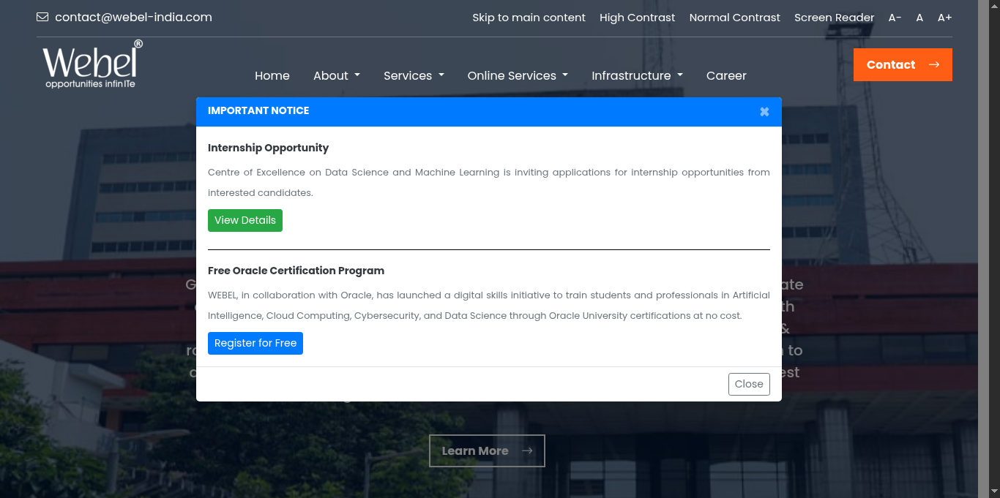 contact@webel-india.com
Skip to main content High Contrast Normal Contrast Screen Reader A- A A+
Webel®
opportunities infinITe
Home About Services Online Services Infrastructure Career
Contact
IMPORTANT NOTICE
Internship Opportunity
Centre of Excellence on Data Science and Machine Learning is inviting applications for internship opportunities from
interested candidates.
View Details
Free Oracle Certification Program
WEBEL, in collaboration with Oracle, has launched a digital skills initiative to train students and professionals in Artificial
Intelligence, Cloud Computing, Cybersecurity, and Data Science through Oracle University certifications at no cost.
Register for Free
Close
&
to
Learn More